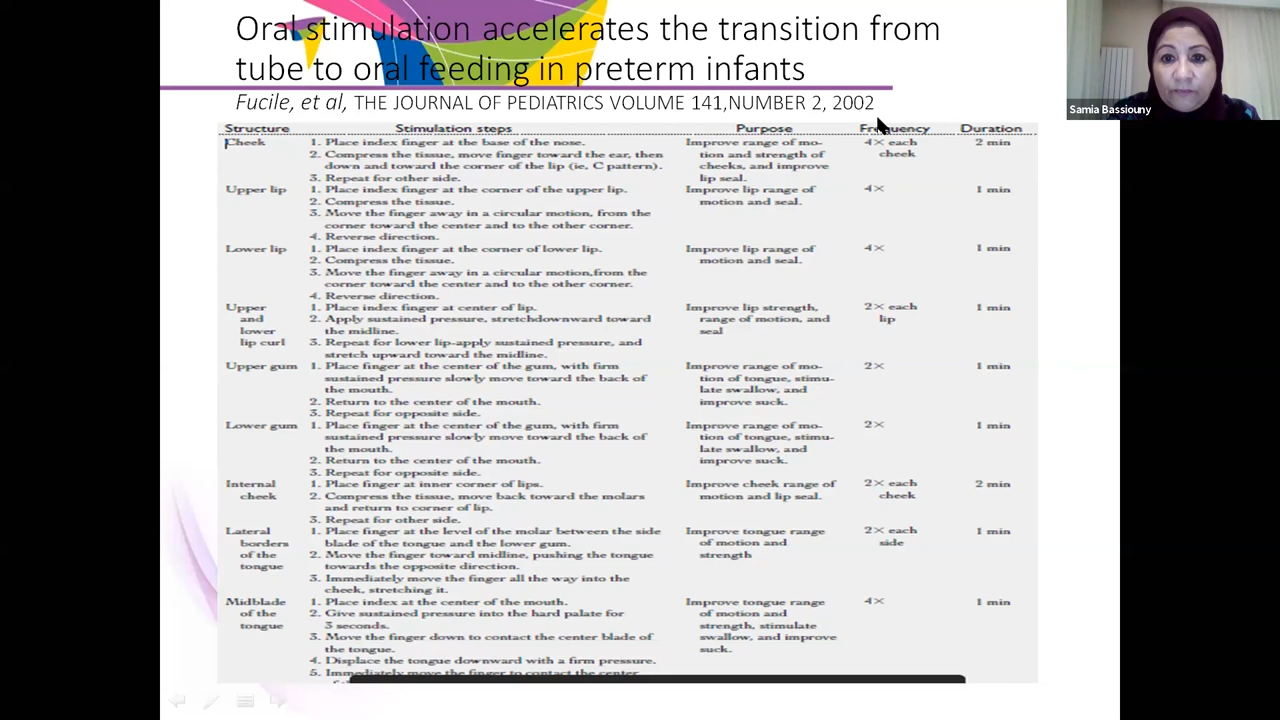 Oral stimulation accelerates the transition from
tube to oral feeding in preterm infants
Fucile, et al, THE JOURNAL OF PEDIATRICS VOLUME 141,NUMBER 2, 2002
Samia Bassiouny
Structure Stimulation steps Purpose Frequency Duration
Cheek 1. Place index finger at the base of the nose. Improve range of mo- 4× each 2 min
2. Compress the tissue, move finger toward the ear, then tion and strength of cheek
down and toward the corner of the lip (ie, C pattern). cheeks, and improve
3. Repeat for other side. lip seal.
Upper lip 1. Place index finger at the corner of the upper lip. Improve lip range of 4× 1 min
2. Compress the tissue. motion and seal.
3. Move the finger away in a circular motion, from the
corner toward the center and to the other corner.
4. Reverse direction.
Lower lip 1. Place index finger at the corner of lower lip. Improve lip range of 4× 1 min
2. Compress the tissue. motion and seal.
3. Move the finger away in a circular motion,from the
corner toward the center and to the other corner.
4. Reverse direction.
Upper 1. Place index finger at center of lip. Improve lip strength, 2× each 1 min
and 2. Apply sustained pressure, stretchdownward toward range of motion, and lip
lower the midline. seal
lip curl 3. Repeat for lower lip-apply sustained pressure, and
stretch upward toward the midline.
Upper gum 1. Place finger at the center of the gum, with firm Improve range of mo- 2× 1 min
sustained pressure slowly move toward the back of tion of tongue, stimu-
the mouth. late swallow, and
2. Return to the center of the mouth. improve suck.
3. Repeat for opposite side.
Lower gum 1. Place finger at the center of the gum, with firm Improve range of mo- 2× 1 min
sustained pressure slowly move toward the back of tion of tongue, stimu-
the mouth. late swallow, and
2. Return to the center of the mouth. improve suck.
3. Repeat for opposite side.
Internal 1. Place finger at inner corner of lips. Improve cheek range of 2× each 2 min
cheek 2. Compress the tissue, move back toward the molars motion and lip seal. cheek
and return to corner of lip.
3. Repeat for other side.
Lateral 1. Place finger at the level of the molar between the side Improve tongue range 2× each 1 min
borders blade of the tongue and the lower gum. of motion and side
of the 2. Move the finger toward midline, pushing the tongue strength
tongue towards the opposite direction.
3. Immediately move the finger all the way into the
cheek, stretching it.
Midblade 1. Place index at the center of the mouth. Improve tongue range 4× 1 min
of the 2. Give sustained pressure into the hard palate for of motion and
tongue 3 seconds. strength, stimulate
3. Move the finger down to contact the center blade of swallow, and improve
the tongue. suck.
4. Displace the tongue downward with a firm pressure.
5. Immediately move the finger to contact the center